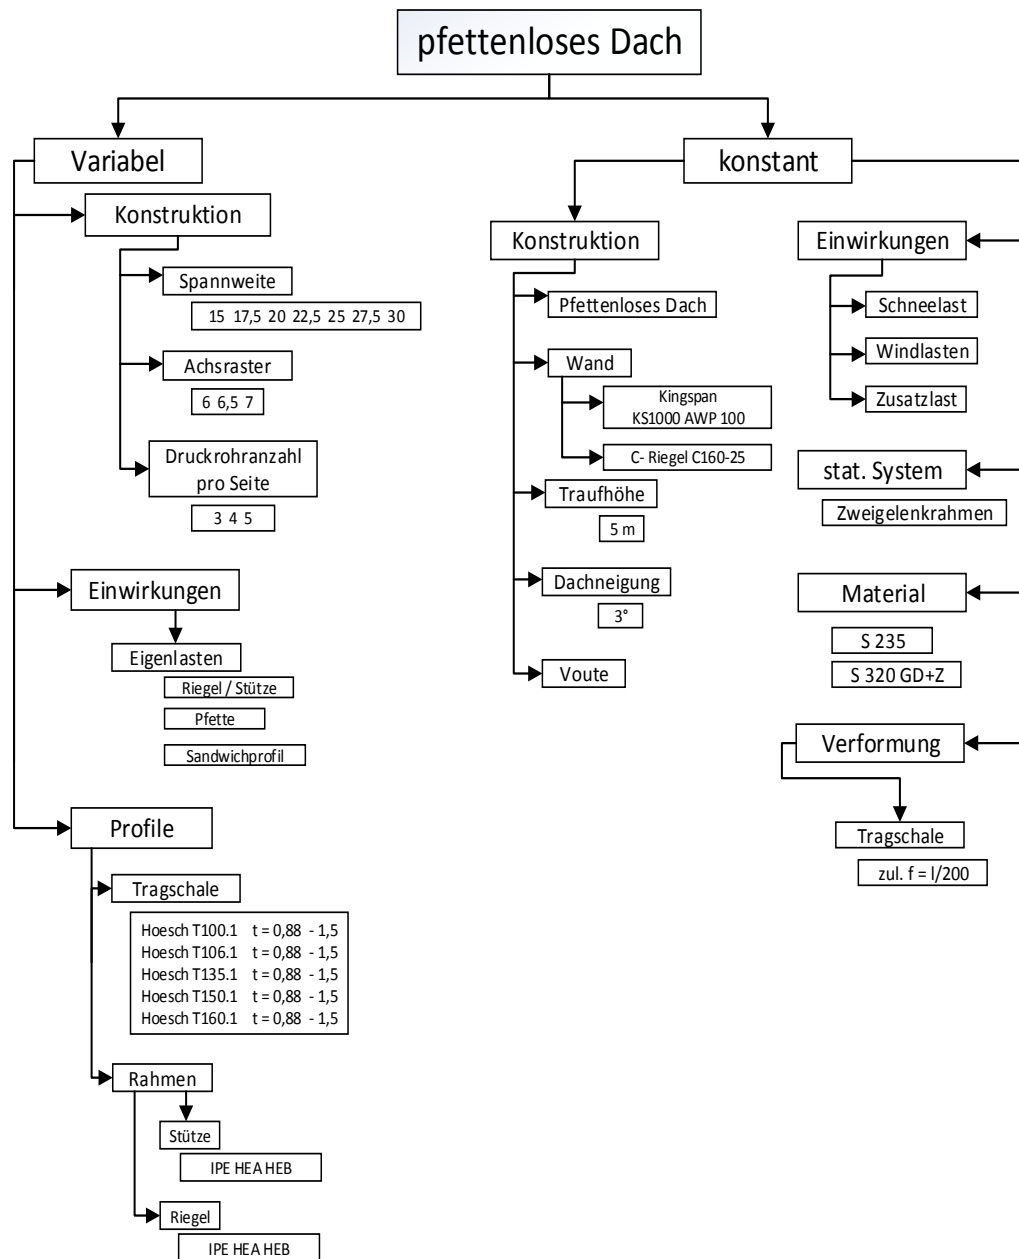 pfettenloses Dach
Variabel
Konstruktion
Spannweite
15 17,5 20 22,5 25 27,5 30
Achsraster
6 6,5 7
Druckrohranzahl
pro Seite
3 4 5
Einwirkungen
Eigenlasten
Riegel / Stütze
Pfette
Sandwichprofil
Profile
Tragschale
Hoesch T100.1 t = 0,88 - 1,5
Hoesch T106.1 t = 0,88 - 1,5
Hoesch T135.1 t = 0,88 - 1,5
Hoesch T150.1 t = 0,88 - 1,5
Hoesch T160.1 t = 0,88 - 1,5
Rahmen
Stütze
IPE HEA HEB
Riegel
IPE HEA HEB
konstant
Konstruktion
Pfettenloses Dach
Wand
Kingspan
KS1000 AWP 100
C- Riegel C160-25
Traufhöhe
5 m
Dachneigung
3°
Voute
Einwirkungen
Schneelast
Windlasten
Zusatzlast
stat. System
Zweigelenkrahmen
Material
S 235
S 320 GD+Z
Verformung
Tragschale
zul. f = l/200